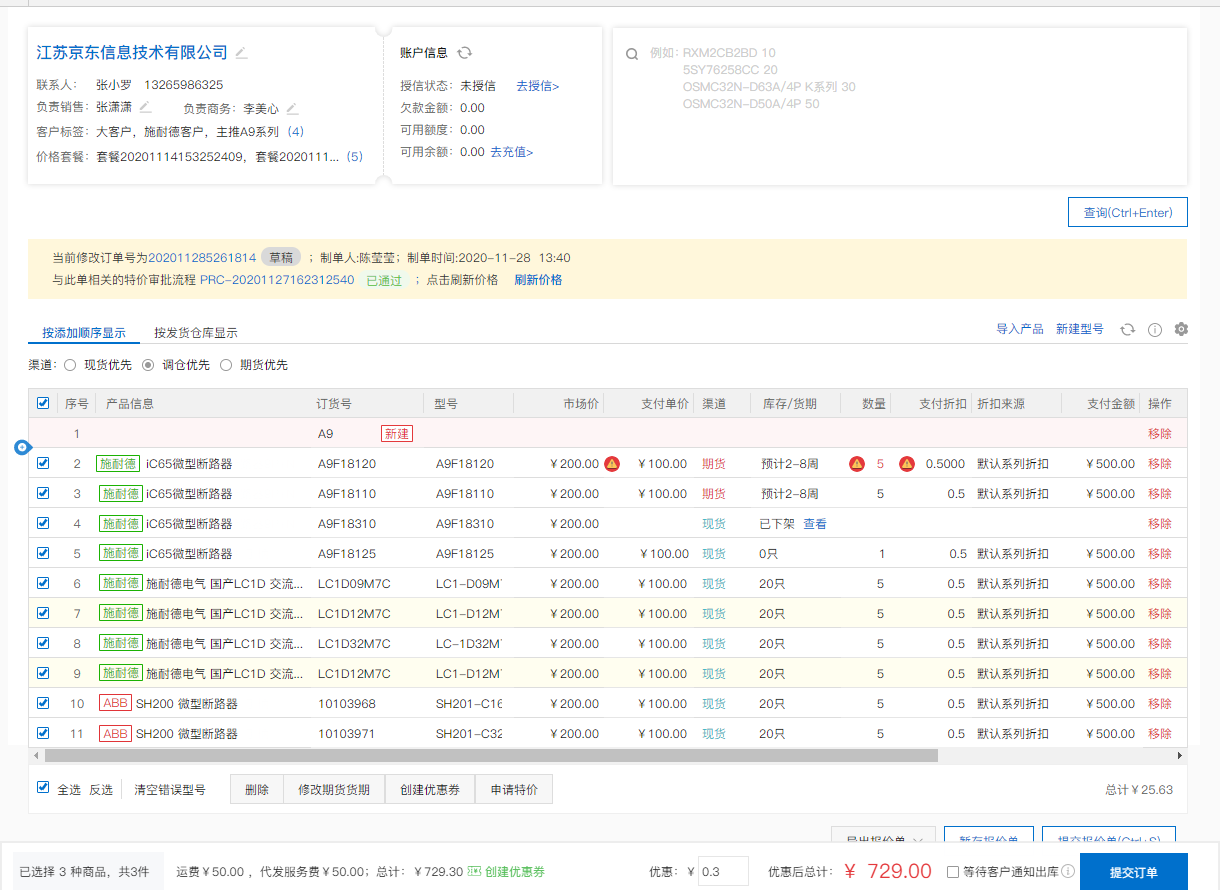 江苏京东信息技术有限公司
联系人： 张小罗 13265986325
负责销售：张潇潇 负责商务：李美心
客户标签：大客户，施耐德客户，主推A9系列 (4)
价格套餐：套餐20201114153252409，套餐2020111... (5)
账户信息
授信状态：未授信 去授信>
欠款金额：0.00
可用额度：0.00
可用余额：0.00 去充值>
例如：RXM2CB2BD 10
5SY76258CC 20
OSMC32N-D63A/4P K系列 30
OSMC32N-D50A/4P 50
查询(Ctrl+Enter)
当前修改订单号为202011285261814 草稿 ；制单人:陈莹莹；制单时间:2020-11-28 13:40
与此单相关的特价审批流程 PRC-20201127162312540 已通过 ；点击刷新价格 刷新价格
按添加顺序显示 按发货仓库显示 导入产品 新建型号
渠道： 现货优先 调仓优先 期货优先
序号 产品信息 订货号 型号 市场价 支付单价 渠道 库存/货期 数量 支付折扣 折扣来源 支付金额 操作
1 A9 新建 移除
2 施耐德 iC65微型断路器 A9F18120 A9F18120 ¥200.00 ¥100.00 期货 预计2-8周 5 0.5000 默认系列折扣 ¥500.00 移除
3 施耐德 iC65微型断路器 A9F18110 A9F18110 ¥200.00 ¥100.00 期货 预计2-8周 5 0.5 默认系列折扣 ¥500.00 移除
4 施耐德 iC65微型断路器 A9F18310 A9F18310 ¥200.00 现货 已下架 查看 移除
5 施耐德 iC65微型断路器 A9F18125 A9F18125 ¥200.00 ¥100.00 现货 0只 1 0.5 默认系列折扣 ¥500.00 移除
6 施耐德 施耐德电气 国产LC1D 交流... LC1D09M7C LC1-D09M ¥200.00 ¥100.00 现货 20只 5 0.5 默认系列折扣 ¥500.00 移除
7 施耐德 施耐德电气 国产LC1D 交流... LC1D12M7C LC1-D12M ¥200.00 ¥100.00 现货 20只 5 0.5 默认系列折扣 ¥500.00 移除
8 施耐德 施耐德电气 国产LC1D 交流... LC1D32M7C LC-1D32M ¥200.00 ¥100.00 现货 20只 5 0.5 默认系列折扣 ¥500.00 移除
9 施耐德 施耐德电气 国产LC1D 交流... LC1D12M7C LC1-D12M ¥200.00 ¥100.00 现货 20只 5 0.5 默认系列折扣 ¥500.00 移除
10 ABB SH200 微型断路器 10103968 SH201-C16 ¥200.00 ¥100.00 现货 20只 5 0.5 默认系列折扣 ¥500.00 移除
11 ABB SH200 微型断路器 10103971 SH201-C32 ¥200.00 ¥100.00 现货 20只 5 0.5 默认系列折扣 ¥500.00 移除
全选 反选 清空错误型号 删除 修改期货货期 创建优惠券 申请特价 总计¥25.63
导出报价单 暂存报价单 提交报价单(Ctrl+S)
已选择 3 种商品，共3件 运费¥50.00，代发服务费¥50.00；总计：¥729.30 创建优惠券 优惠：¥ 0.3 优惠后总计：¥ 729.00 等待客户通知出库 提交订单